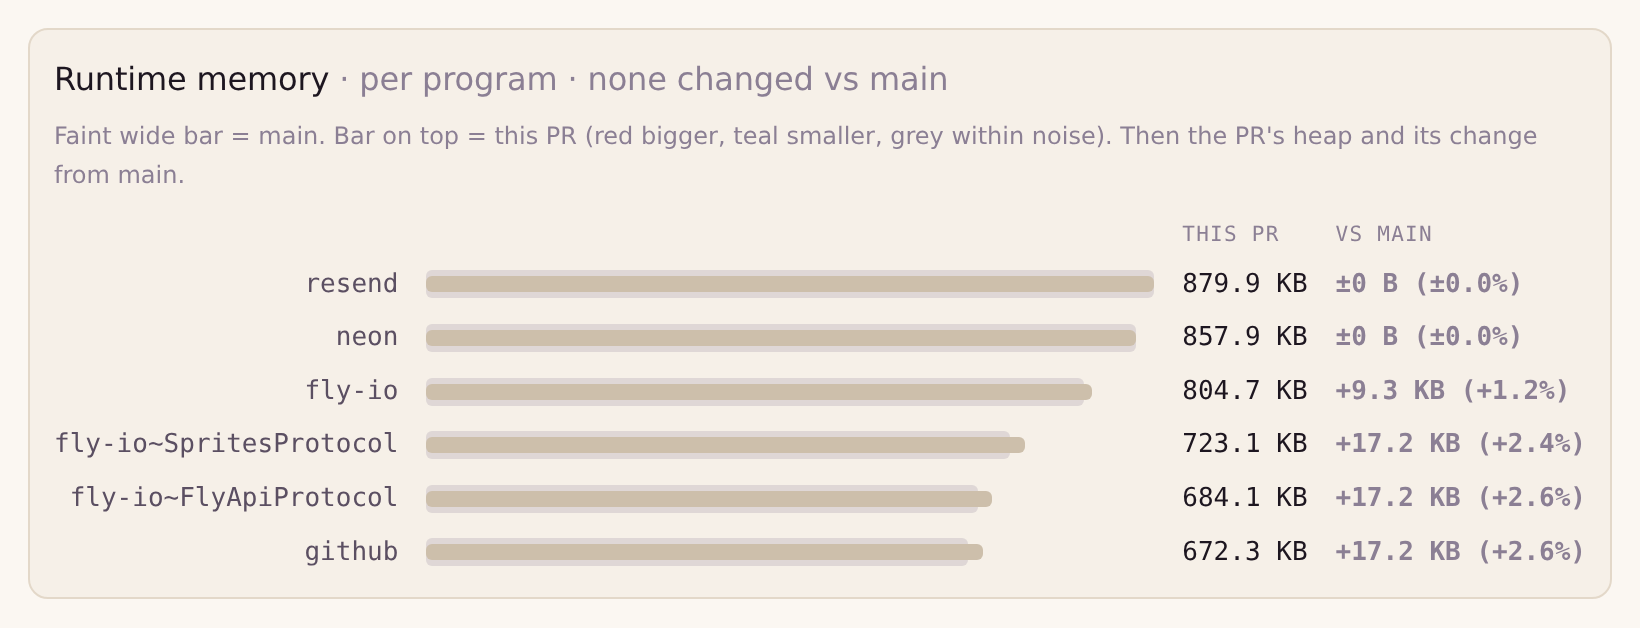 Runtime memory · per program · none changed vs main
Faint wide bar = main. Bar on top = this PR (red bigger, teal smaller, grey within noise). Then the PR's heap and its change
from main.
THIS PR VS MAIN
resend 879.9 KB ±0 B (±0.0%)
neon 857.9 KB ±0 B (±0.0%)
fly-io 804.7 KB +9.3 KB (+1.2%)
fly-io~SpritesProtocol 723.1 KB +17.2 KB (+2.4%)
fly-io~FlyApiProtocol 684.1 KB +17.2 KB (+2.6%)
github 672.3 KB +17.2 KB (+2.6%)